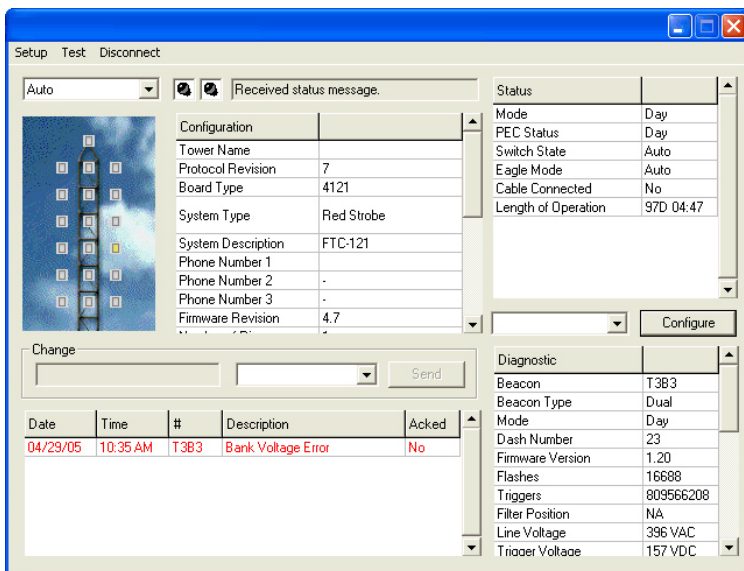 Setup Test Disconnect
Auto
Received status message.
Configuration
Tower Name
Protocol Revision 7
Board Type 4121
System Type Red Strobe
System Description FTC-121
Phone Number 1
Phone Number 2 -
Phone Number 3 -
Firmware Revision 4.7
Status
Mode Day
PEC Status Day
Switch State Auto
Eagle Mode Auto
Cable Connected No
Length of Operation 97D 04:47
Configure
Change
Send
Date Time # Description Acked
04/29/05 10:35 AM T3B3 Bank Voltage Error No
Diagnostic
Beacon T3B3
Beacon Type Dual
Mode Day
Dash Number 23
Firmware Version 1.20
Flashes 16688
Triggers 809566208
Filter Position NA
Line Voltage 396 VAC
Trigger Voltage 157 VDC